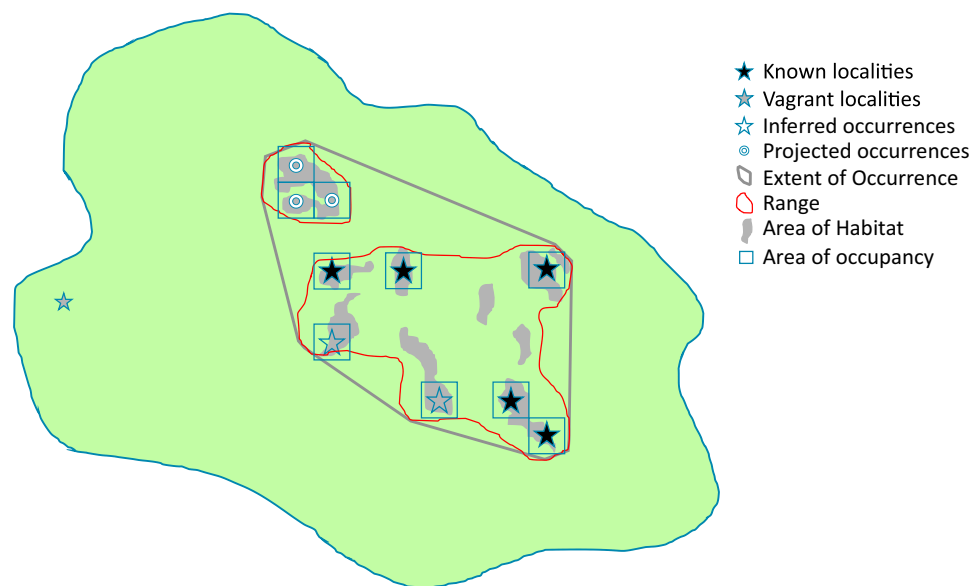 Known localities
Vagrant localities
Inferred occurrences
Projected occurrences
Extent of Occurrence
Range
Area of Habitat
Area of occupancy